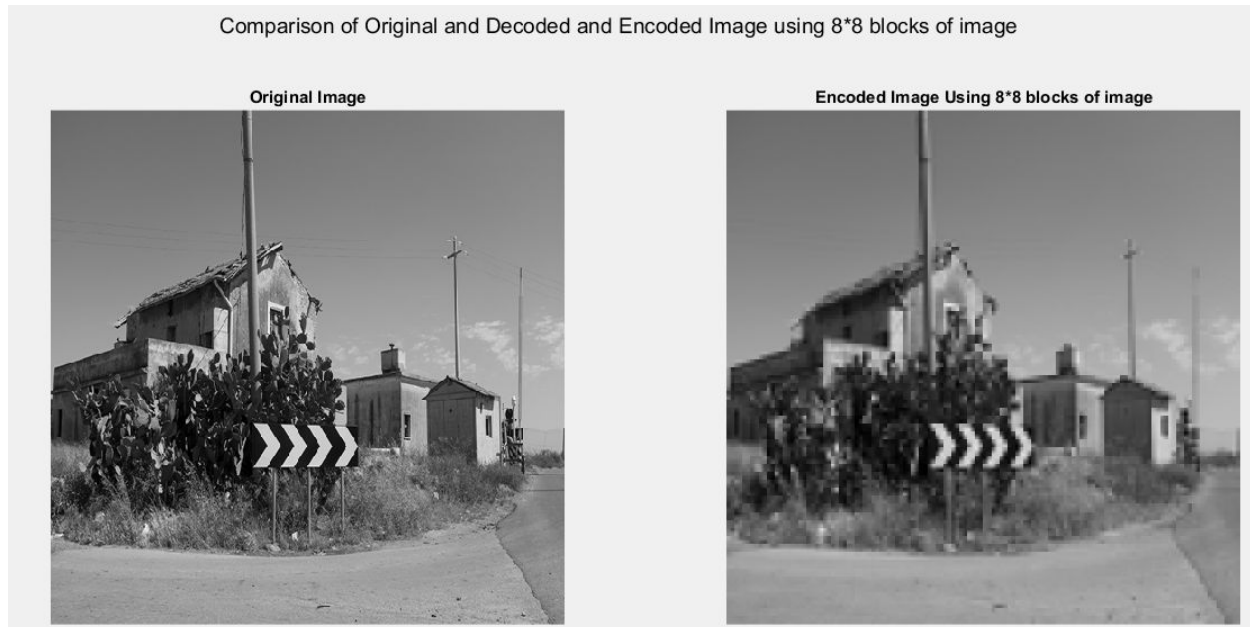 Comparison of Original and Decoded and Encoded Image using 8*8 blocks of image
Original Image
Encoded Image Using 8*8 blocks of image